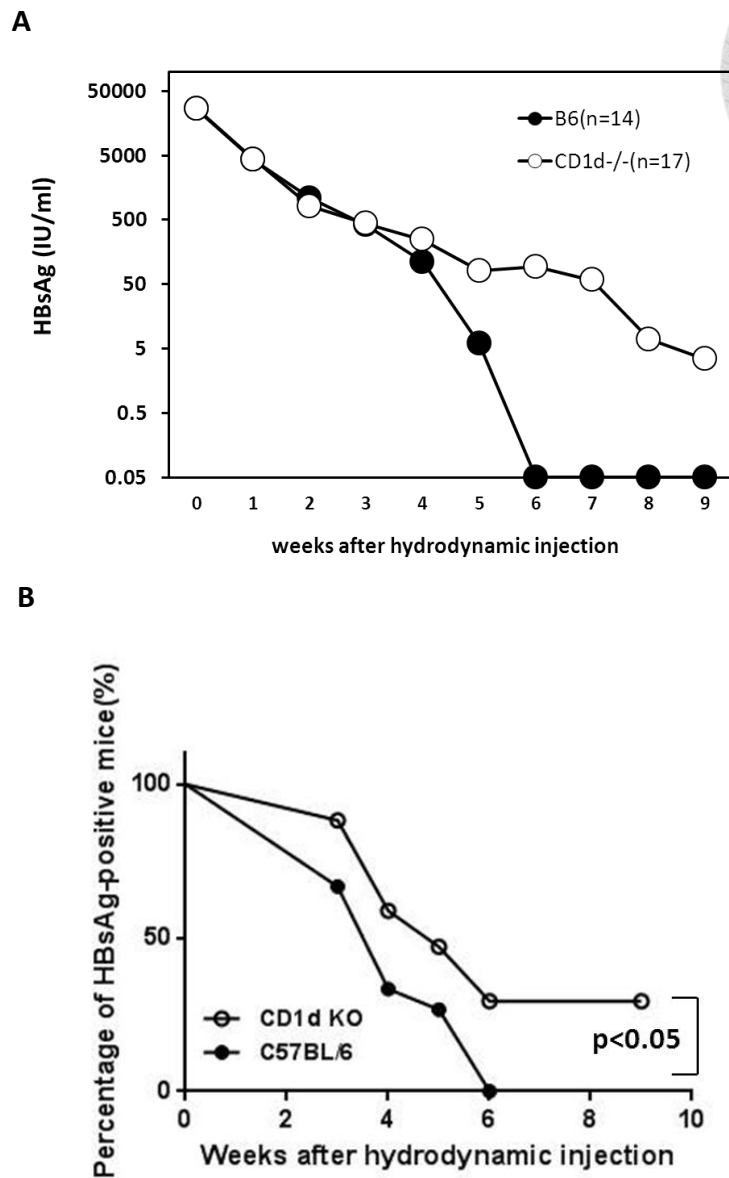 A
50000
5000
500
50
5
0.5
0.05
HBsAg (IU/ml)
B6(n=14)
CD1d-/-(n=17)
0 1 2 3 4 5 6 7 8 9
weeks after hydrodynamic injection
B
Percentage of HBsAg-positive mice(%)
100
50
0
CD1d KO
C57BL/6
p<0.05
0 2 4 6 8 10
Weeks after hydrodynamic injection